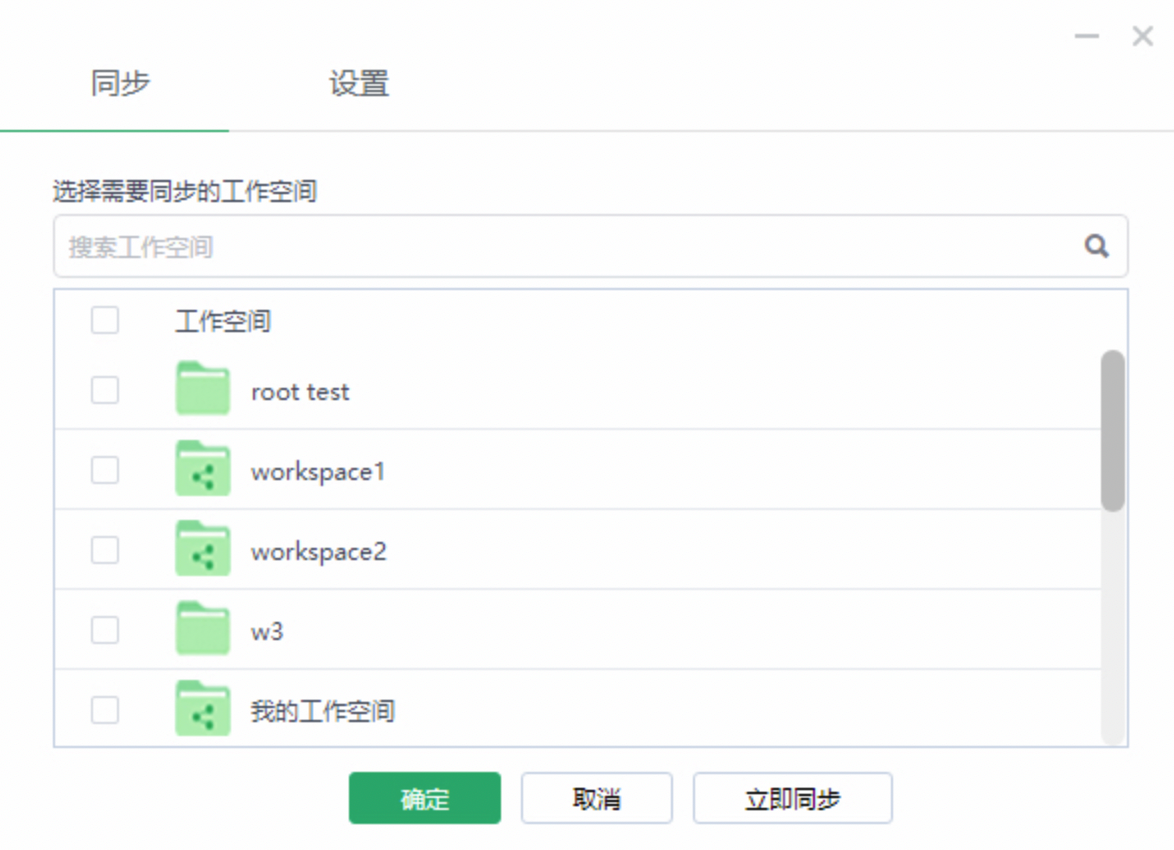 同步 设置
选择需要同步的工作空间
搜索工作空间
工作空间
root test
workspace1
workspace2
w3
我的工作空间
确定 取消 立即同步